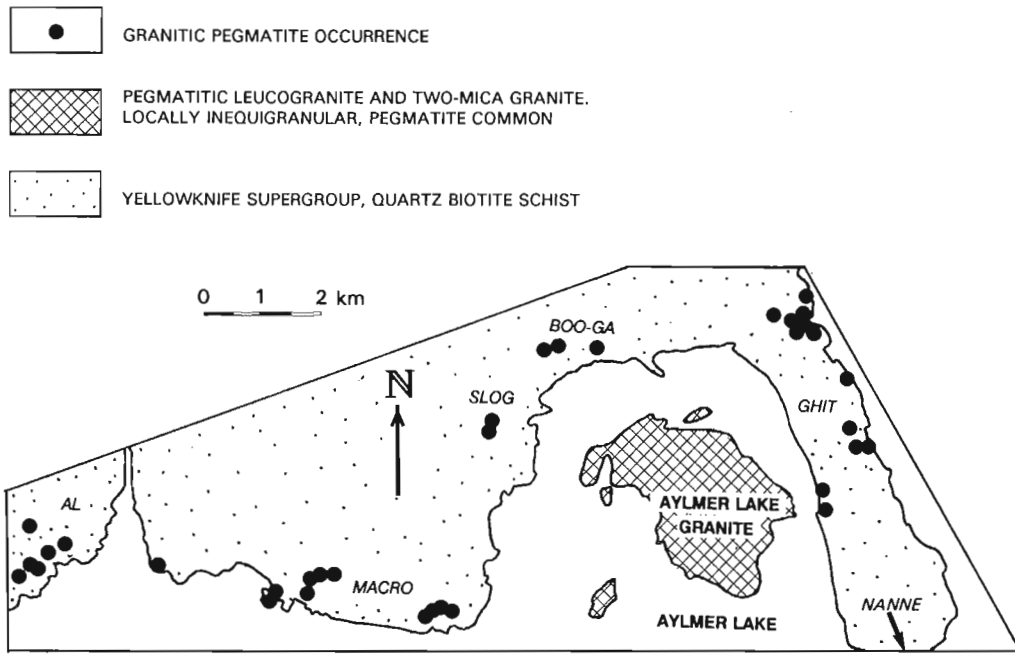 GRANITIC PEGMATITE OCCURRENCE
PEGMATITIC LEUCOGRANITE AND TWO-MICA GRANITE.
LOCALLY INEQUIGRANULAR, PEGMATITE COMMON
YELLOWKNIFE SUPERGROUP, QUARTZ BIOTITE SCHIST
0 1 2 km
BOO-GA
N
SLOG
GHIT
AL
AYLMER LAKE
GRANITE
MACRO
NANNE
AYLMER LAKE